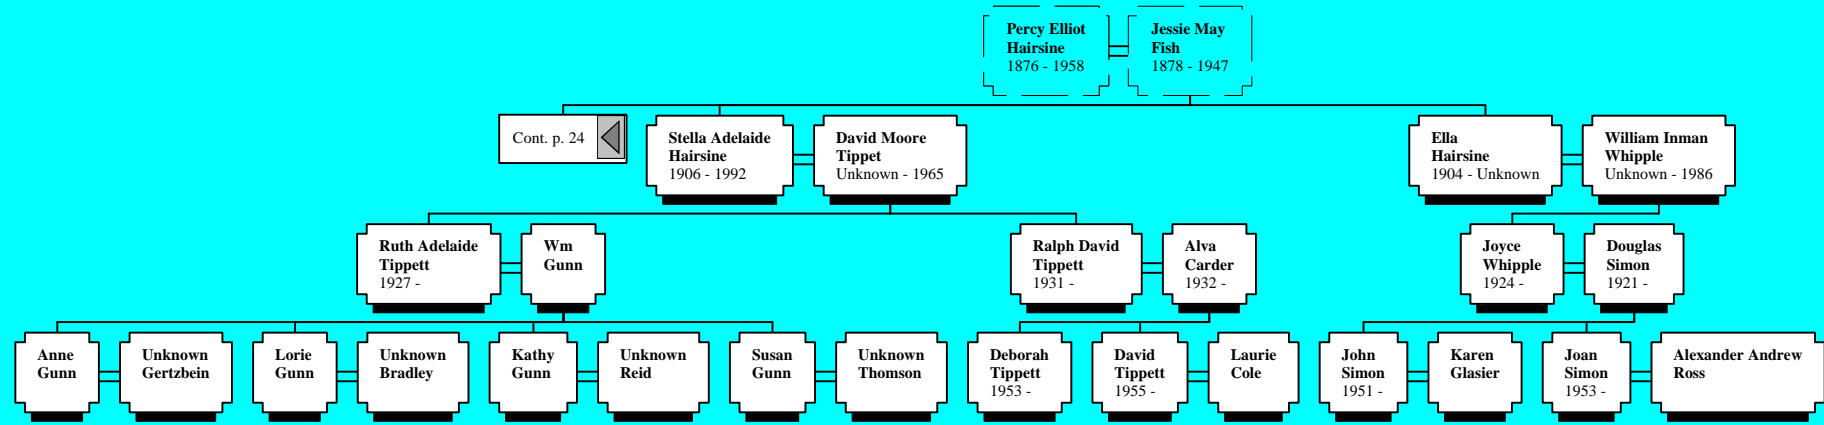 Percy Elliot
Hairsine
1876 - 1958
Jessie May
Fish
1878 - 1947
Cont. p. 24
Stella Adelaide
Hairsine
1906 - 1992
David Moore
Tippet
Unknown - 1965
Ella
Hairsine
1904 - Unknown
William Inman
Whipple
Unknown - 1986
Ruth Adelaide
Tippett
1927 -
Wm
Gunn
Ralph David
Tippett
1931 -
Alva
Carder
1932 -
Joyce
Whipple
1924 -
Douglas
Simon
1921 -
Anne
Gunn
Unknown
Gertzbein
Lorie
Gunn
Unknown
Bradley
Kathy
Gunn
Unknown
Reid
Susan
Gunn
Unknown
Thomson
Deborah
Tippett
1953 -
David
Tippett
1955 -
Laurie
Cole
John
Simon
1951 -
Karen
Glasier
Joan
Simon
1953 -
Alexander Andrew
Ross